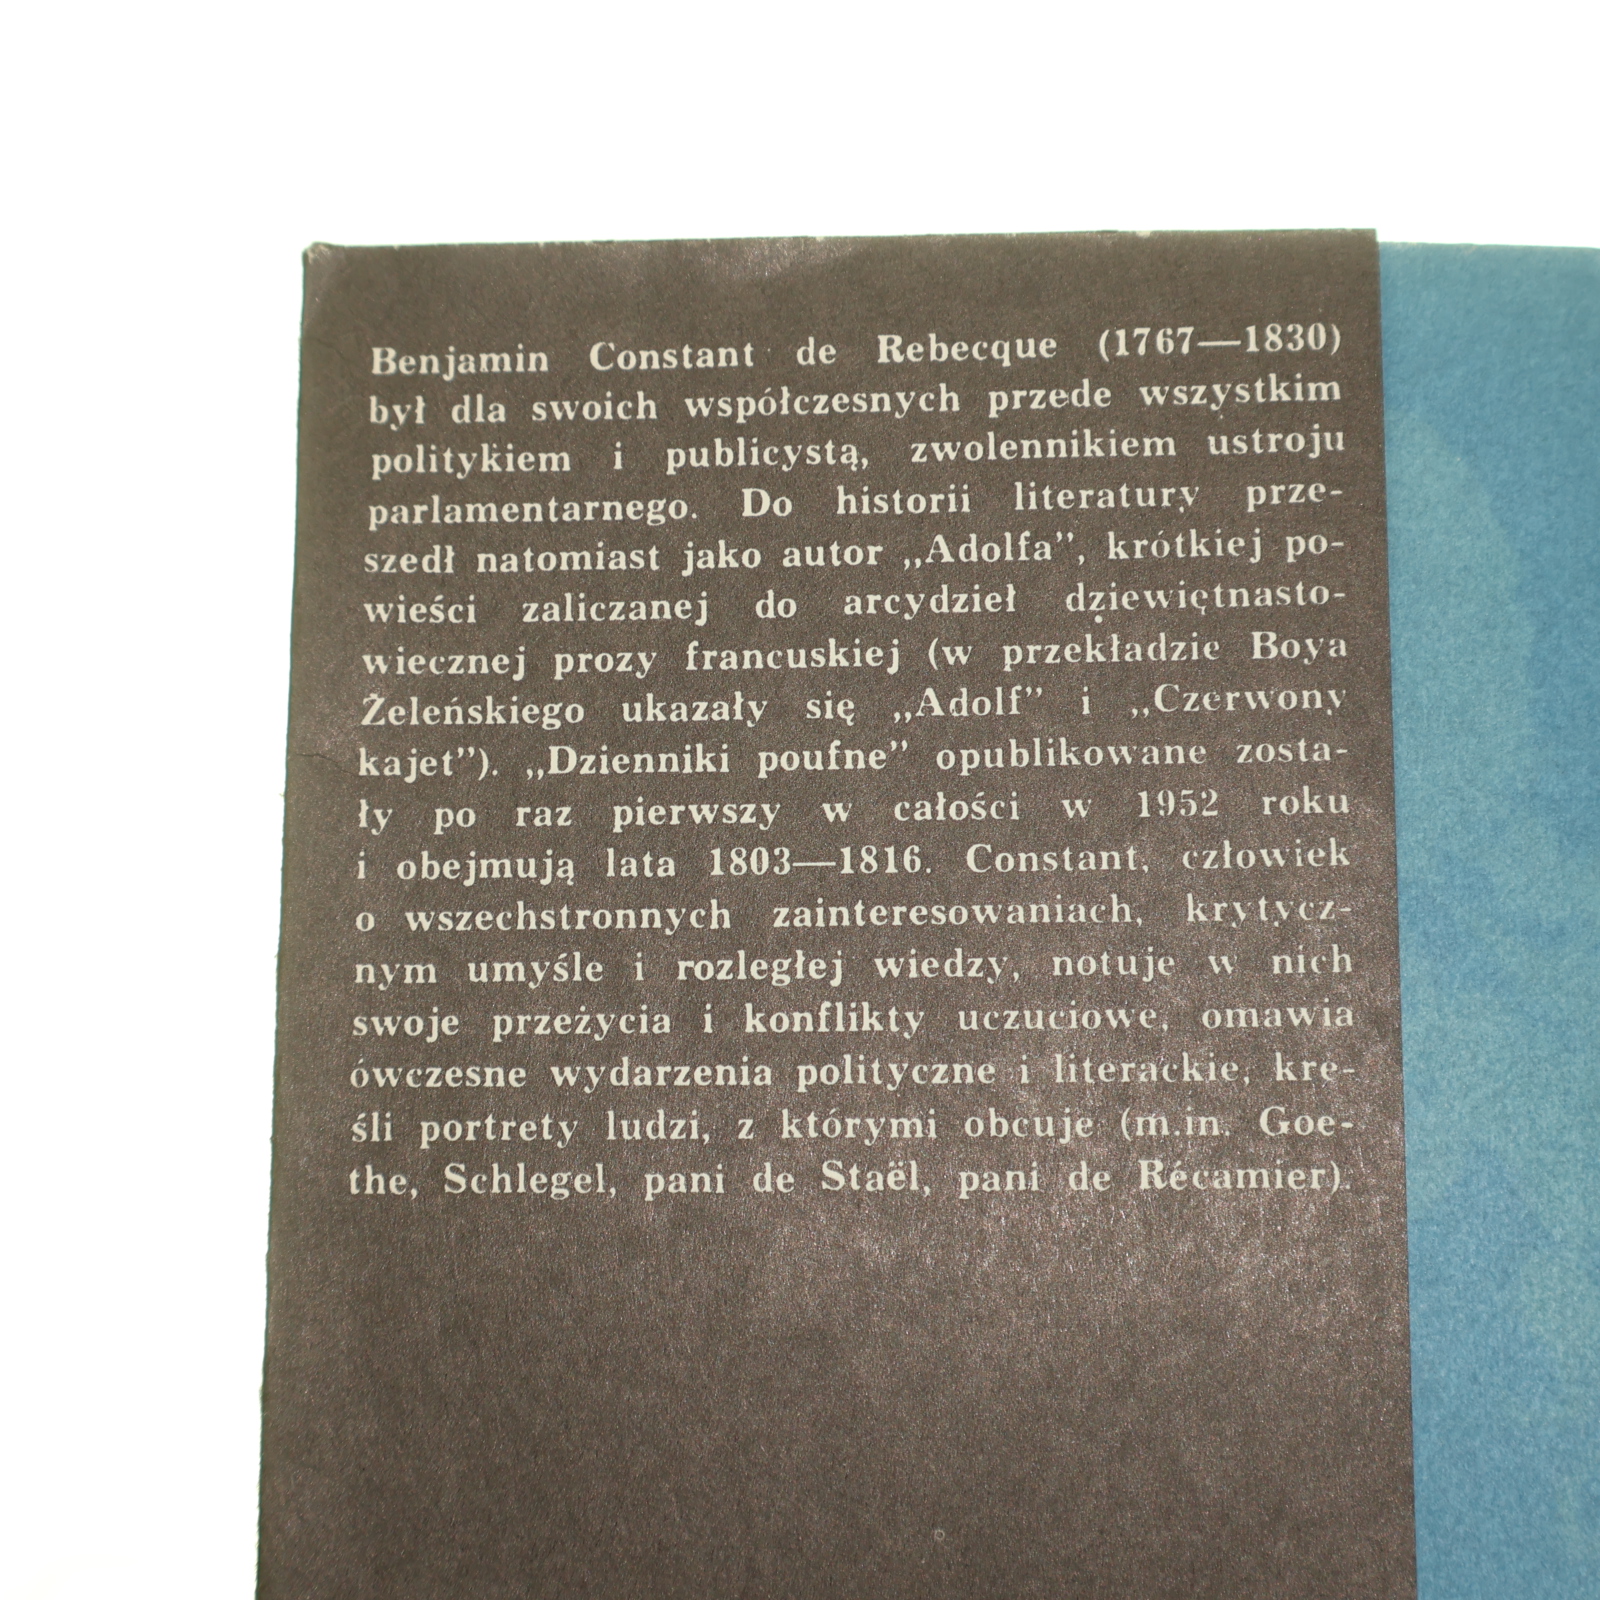 Benjamin Constant de Rebecque (1767—1830)
był dla swoich współczesnych przede wszystkim
politykiem i publicystą, zwolennikiem ustroju
parlamentarnego. Do historii literatury prze-
szedł natomiast jako autor „Adolfa”, krótkiej po-
wieści zaliczanej do arcydzieł dziewiętnasto-
wiecznej prozy francuskiej (w przekładzie Boya
Żeleńskiego ukazały się „Adolf” i „Czerwony
kajet”). „Dzienniki poufne” opublikowane zosta-
ły po raz pierwszy w całości w 1952 roku
i obejmują lata 1803—1816. Constant, człowiek
o wszechstronnych zainteresowaniach, krytycz-
nym umyśle i rozległej wiedzy, notuje w nich
swoje przeżycia i konflikty uczuciowe, omawia
ówczesne wydarzenia polityczne i literackie, kre-
śli portrety ludzi, z którymi obcuje (m.in. Goe-
the, Schlegel, pani de Staël, pani de Récamier).